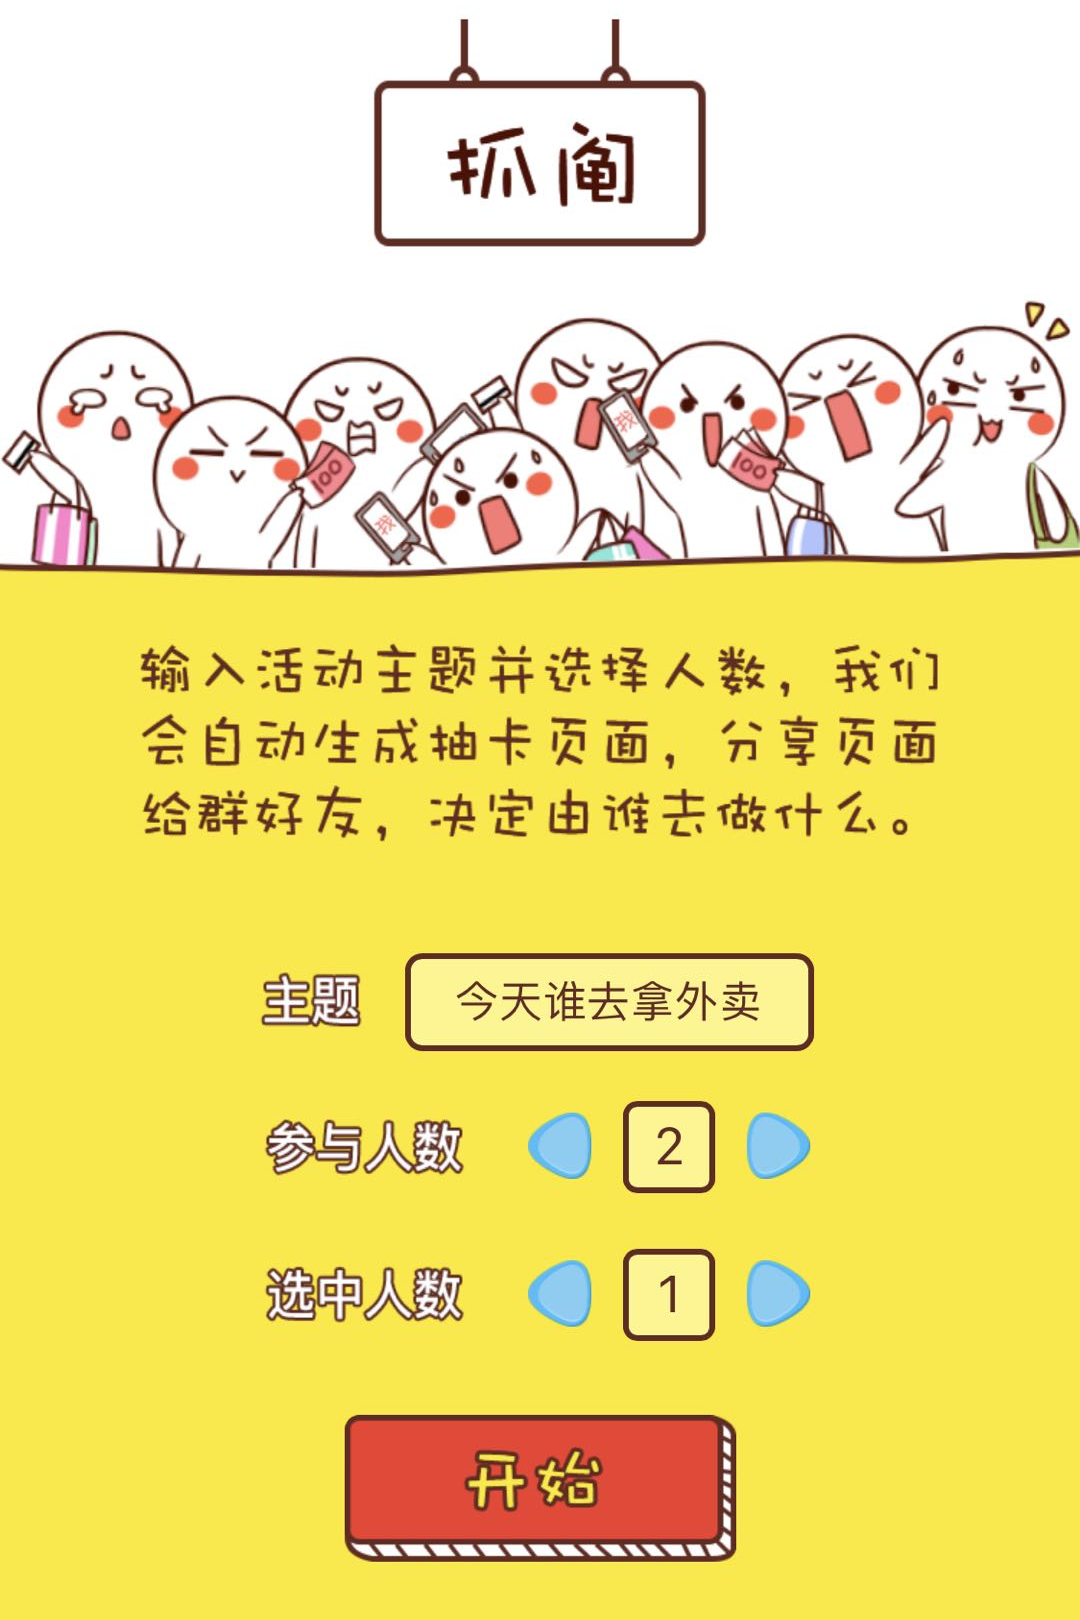 抓阄
我
100
我
100
输入活动主题并选择人数，我们
会自动生成抽卡页面，分享页面
给群好友，决定由谁去做什么。
主题 今天谁去拿外卖
参与人数 2
选中人数 1
开始